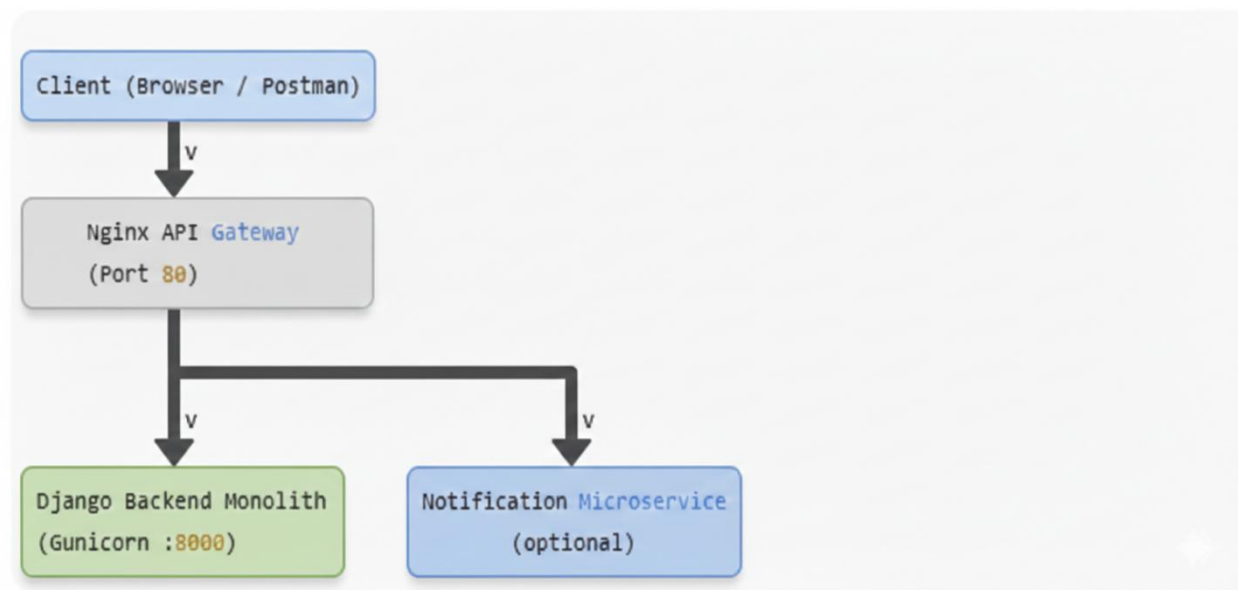 Client (Browser / Postman)
v
Nginx API Gateway
(Port 80)
v
v
Django Backend Monolith
(Gunicorn :8000)
Notification Microservice
(optional)